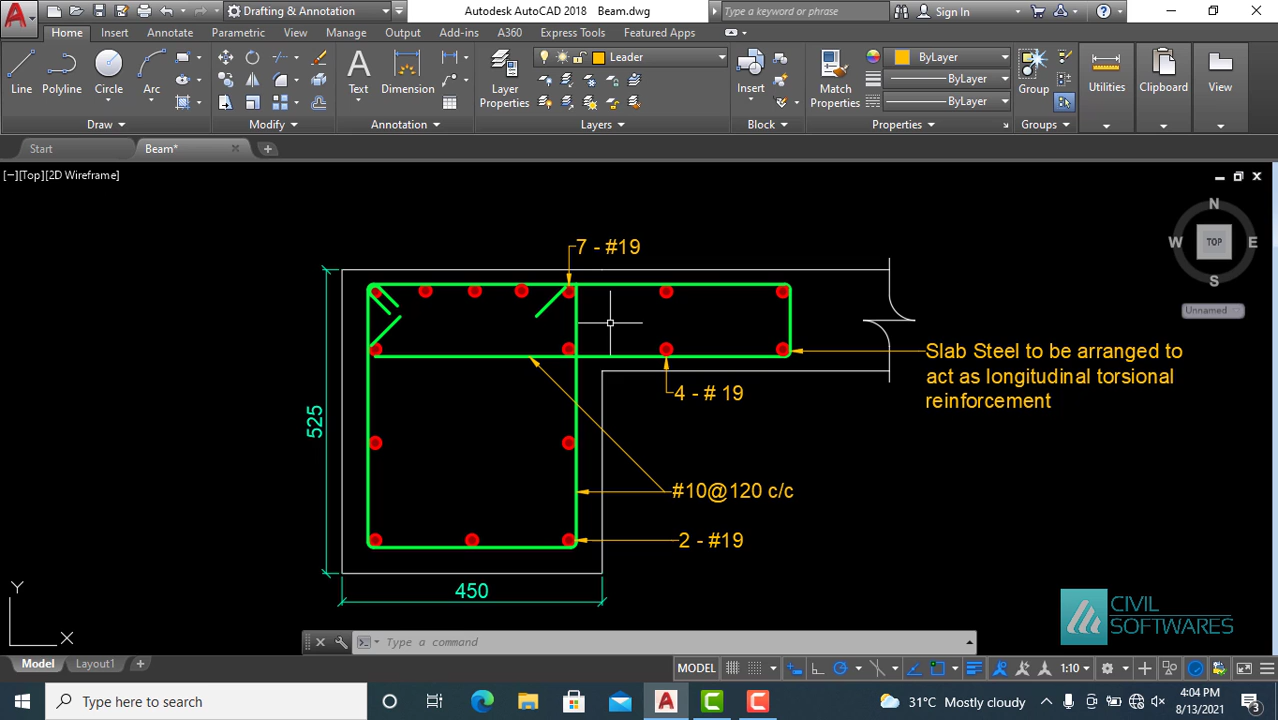 Drafting & Annotation
Autodesk AutoCAD 2018 Beam.dwg
Type a keyword or phrase
Sign In
Home Insert Annotate Parametric View Manage Output Add-ins A360 Express Tools Featured Apps
Line
Polyline
Circle
Arc
Text
Dimension
Layer
Properties
Leader
Insert
Match
Properties
ByLayer
ByLayer
ByLayer
Group
Utilities
Clipboard
View
Draw
Modify
Annotation
Layers
Block
Properties
Groups
Start
Beam*
[−][Top][2D Wireframe]
N
W
TOP
E
S
Unnamed
7 - #19
Slab Steel to be arranged to
act as longitudinal torsional
reinforcement
4 - # 19
525
#10@120 c/c
2 - #19
450
Y
X
CIVIL
SOFTWARES
Type a command
Model
Layout1
MODEL
1:10
Type here to search
31°C Mostly cloudy
4:04 PM
8/13/2021
3